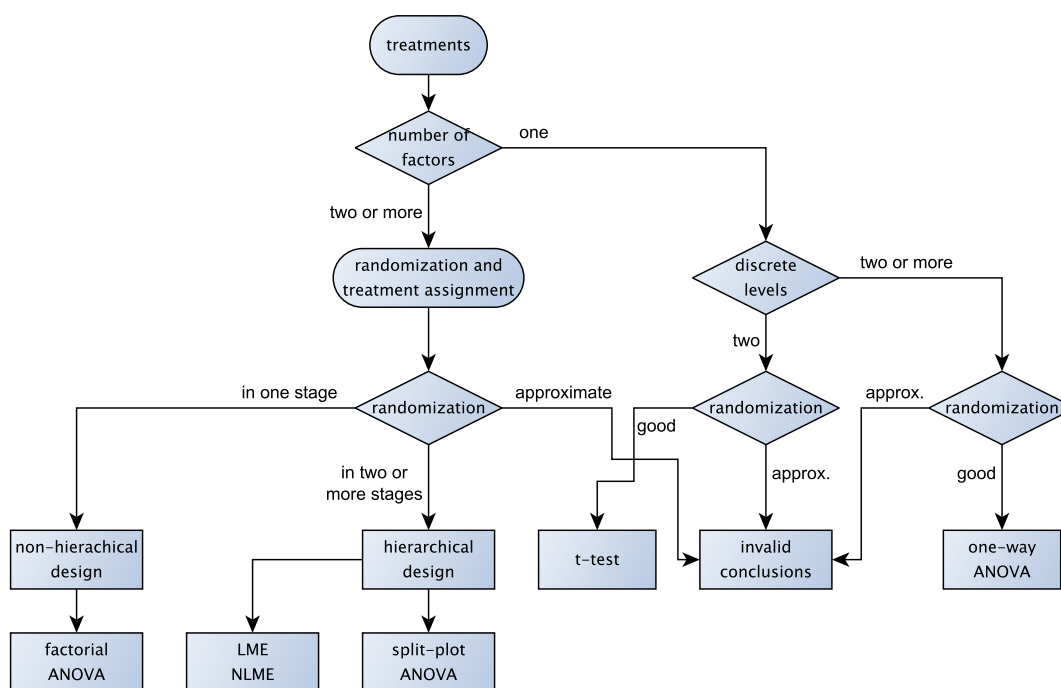 treatments
number of
factors
one
two or more
randomization and
treatment assignment
discrete
levels
two or more
two
in one stage
randomization
approximate
randomization
approx.
randomization
good
in two or
more stages
approx.
good
non-hierachical
design
hierarchical
design
t-test
invalid
conclusions
one-way
ANOVA
factorial
ANOVA
LME
NLME
split-plot
ANOVA